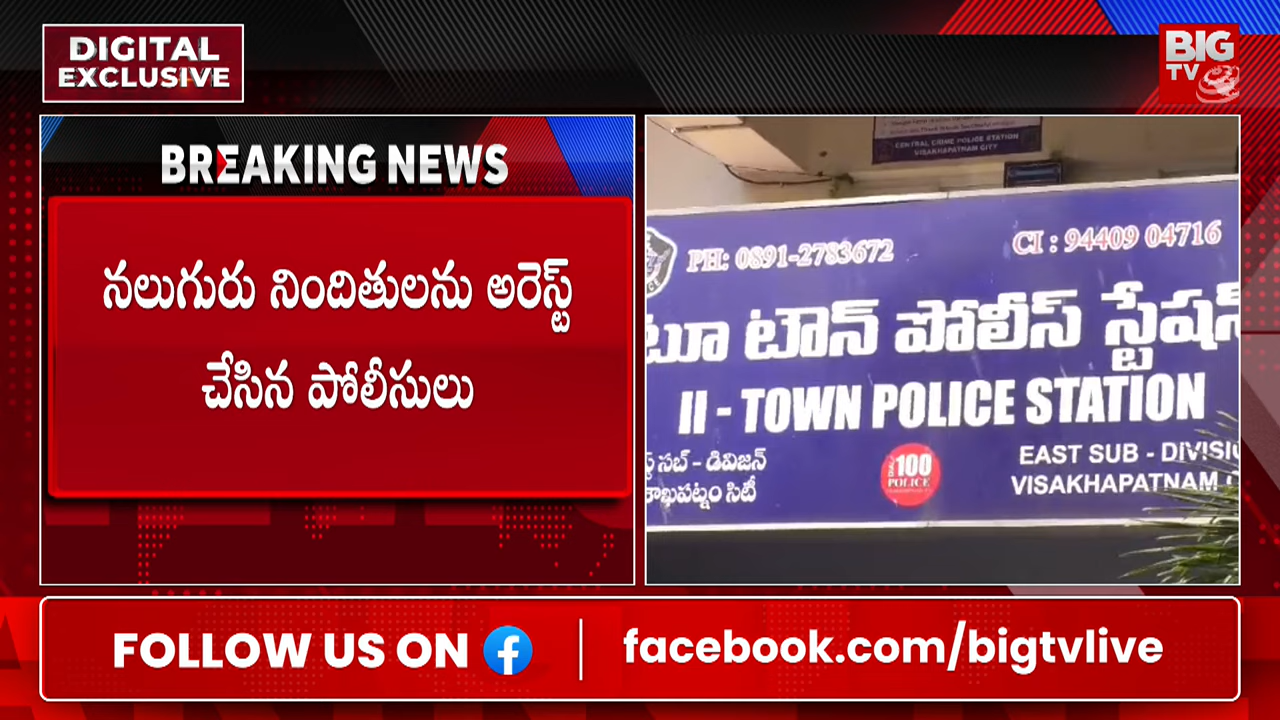 DIGITAL
EXCLUSIVE
BIG
TV
BREAKING NEWS
నలుగురు నిందితులను అరెస్ట్
చేసిన పోలీసులు
CENTRAL CRIME POLICE STATION
VISAKHAPATNAM CITY
PH: 0891-2783672
CI : 94409 04716
టూ టౌన్ పోలీస్ స్టేషన్
II - TOWN POLICE STATION
సబ్ - డివిజన్
శాఖపట్నం సిటీ
100
POLICE
EAST SUB - DIVISI
VISAKHAPATNAM C
FOLLOW US ON
facebook.com/bigtvlive